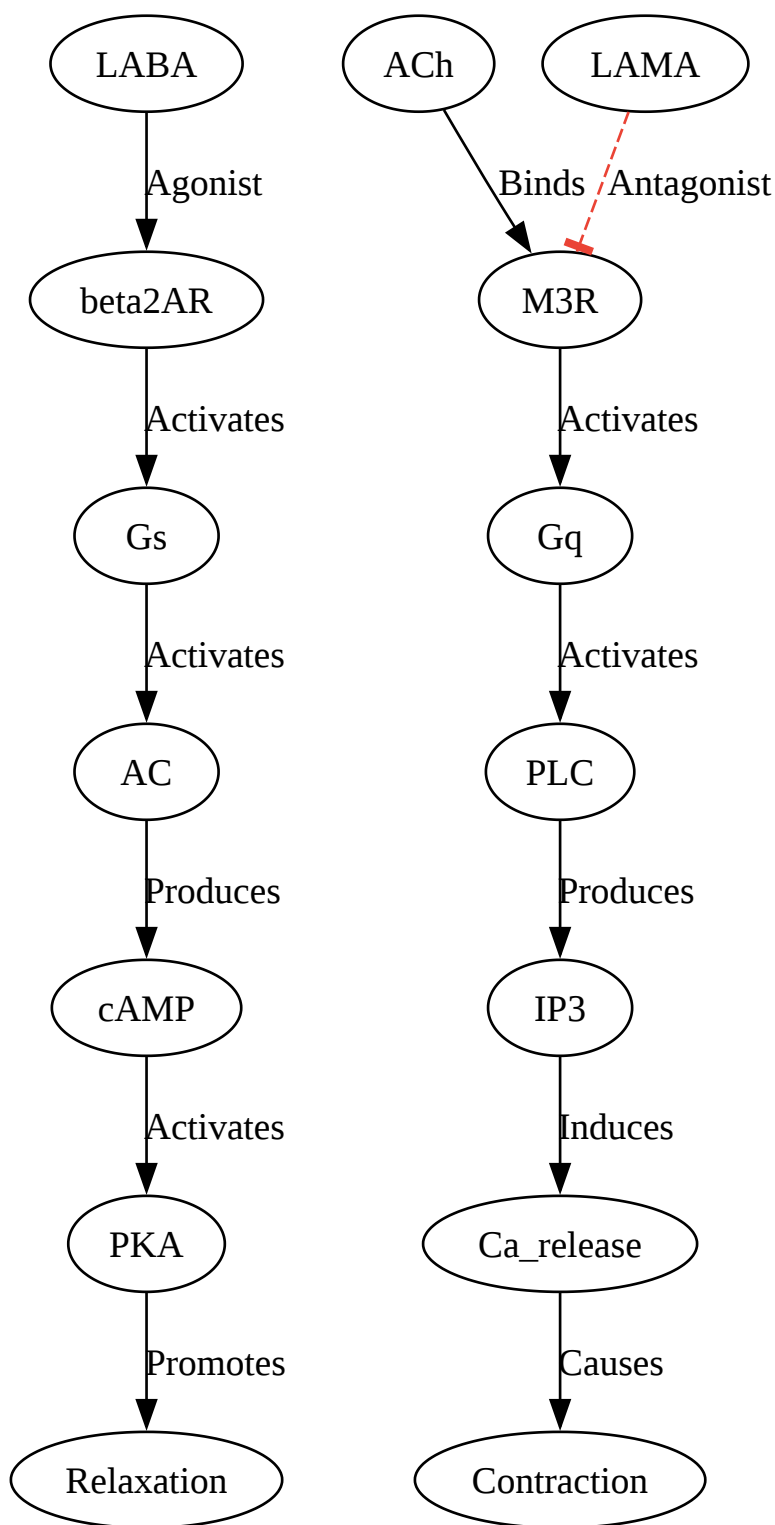 LABA
ACh
LAMA
Agonist
Binds
Antagonist
beta2AR
M3R
Activates
Activates
Gs
Gq
Activates
Activates
AC
PLC
Produces
Produces
cAMP
IP3
Activates
Induces
PKA
Ca_release
Promotes
Causes
Relaxation
Contraction